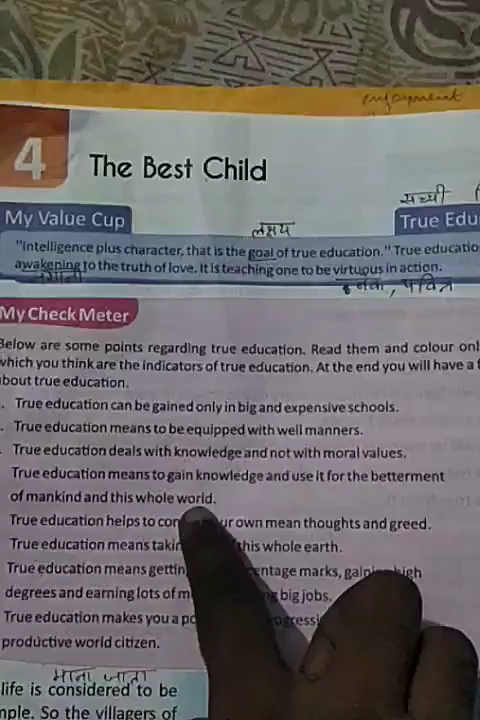 enjoyment
4 The Best Child
सच्ची
My Value Cup
लक्ष्य
True Edu
"Intelligence plus character, that is the goal of true education." True educatio
awakening to the truth of love. It is teaching one to be virtuous in action.
जगाना
नेक, पवित्र
My Check Meter
Below are some points regarding true education. Read them and colour onl
which you think are the indicators of true education. At the end you will have a f
about true education.
True education can be gained only in big and expensive schools.
True education means to be equipped with well manners.
True education deals with knowledge and not with moral values.
True education means to gain knowledge and use it for the betterment
of mankind and this whole world.
True education helps to con ur own mean thoughts and greed.
True education means takin this whole earth.
True education means gettin entage marks, gaining high
degrees and earning lots of m g big jobs.
True education makes you a po ogressi
productive world citizen.
माना जाता
life is considered to be
mple. So the villagers of